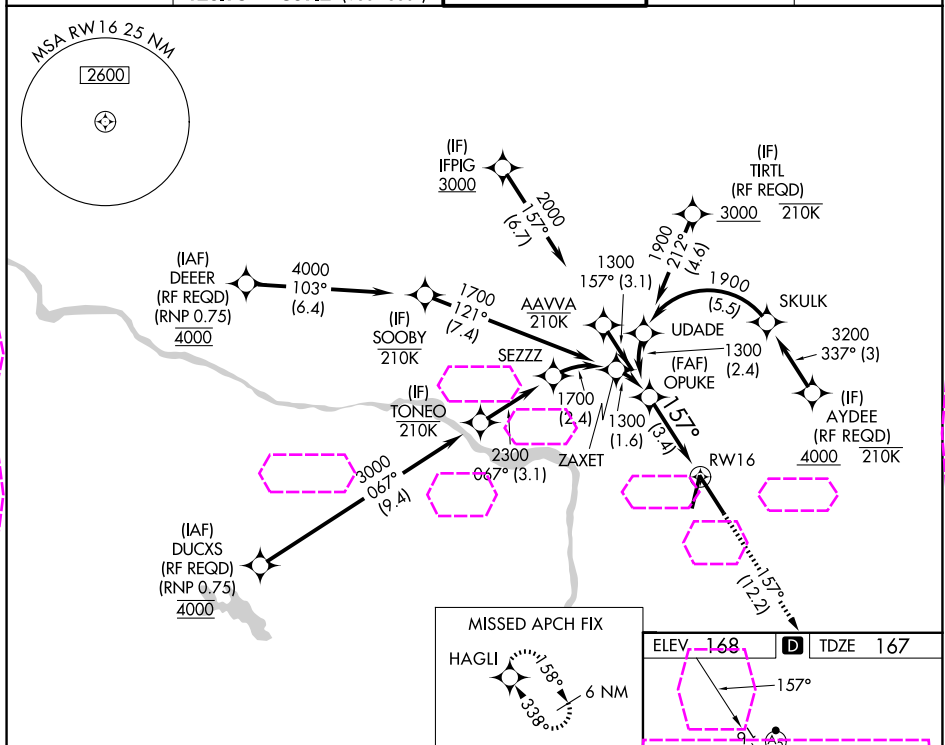 MSA RW16 25 NM
2600
(IF)
IFPIG
3000
2000
157°
(6.7)
(IF)
TIRTL
(RF REQD)
3000 210K
1900
212°
(4.6)
(IAF)
DEEER
(RF REQD)
(RNP 0.75)
4000
4000
103°
(6.4)
(IF)
SOOBY
210K
1700
121°
(7.4)
AAVVA
210K
1300
157° (3.1)
1900
(5.5)
SKULK
UDADE
1300
(2.4)
3200
337° (3)
(IF)
AYDEE
(RF REQD)
4000 210K
SEZZZ
1700
(2.4)
(FAF)
OPUKE
1300
(1.6)
ZAXET
(IF)
TONEO
210K
2300
067° (3.1)
157°
(3.4)
RW16
3000
067°
(9.4)
(IAF)
DUCXS
(RF REQD)
(RNP 0.75)
4000
157°
(12.2)
MISSED APCH FIX
HAGLI
158°
338°
6 NM
ELEV 168
D
TDZE 167
157°